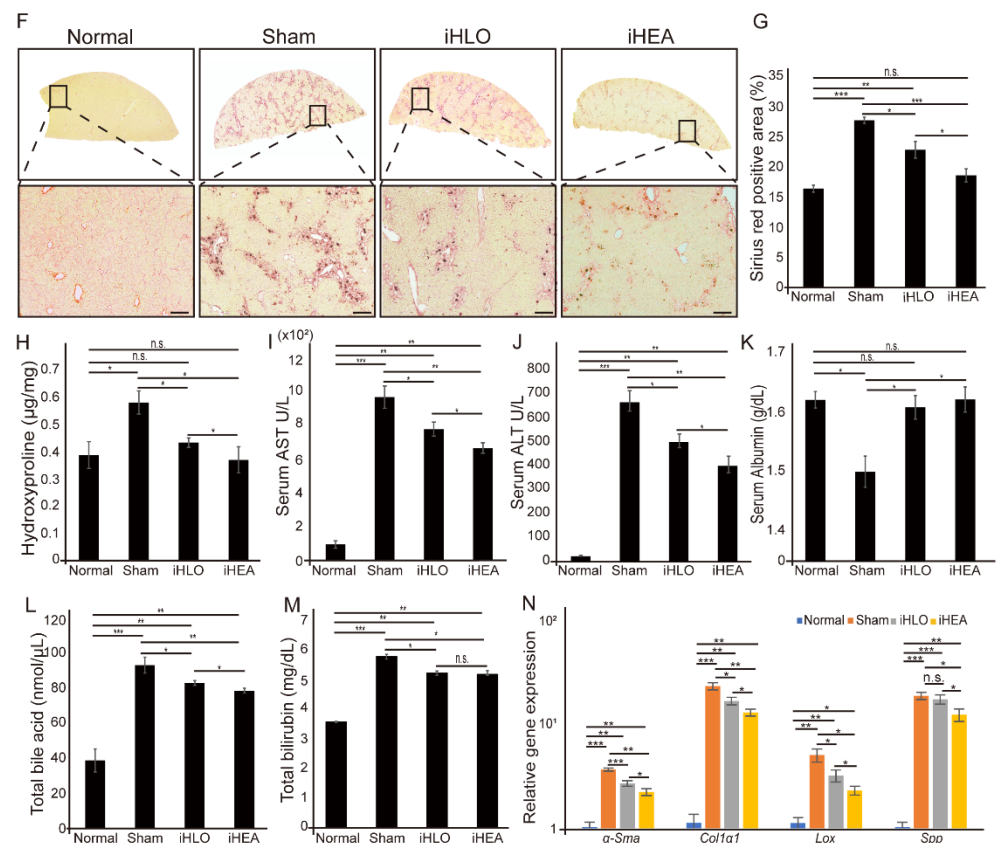 F
Normal
Sham
iHLO
iHEA
G
Sirius red positive area (%)
40
35
30
25
20
15
10
5
0
n.s.
**
***
***
*
*
Normal
Sham
iHLO
iHEA
H
Hydroxyproline (µg/mg)
0.7
0.6
0.5
0.4
0.3
0.2
0.1
0
n.s.
n.s.
*
*
*
*
Normal
Sham
iHLO
iHEA
I
(x10²)
Serum AST U/L
12
10
8
6
4
2
0
**
**
***
**
*
*
Normal
Sham
iHLO
iHEA
J
Serum ALT U/L
800
700
600
500
400
300
200
100
0
**
**
***
**
*
*
Normal
Sham
iHLO
iHEA
K
Serum Albumin (g/dL)
1.7
1.6
1.5
1.4
0
n.s.
n.s.
*
*
*
Normal
Sham
iHLO
iHEA
L
Total bile acid (nmol/µL)
120
100
80
60
40
20
0
**
**
***
**
*
*
Normal
Sham
iHLO
iHEA
M
Total bilirubin (mg/dL)
7
6
5
4
3
2
1
0
**
**
***
*
*
n.s.
Normal
Sham
iHLO
iHEA
N
Normal Sham iHLO iHEA
Relative gene expression
10²
10¹
1
**
**
***
**
***
*
**
**
***
**
*
*
*
**
**
*
*
*
**
***
***
*
n.s.
*
α-Sma
Col1α1
Lox
Spp